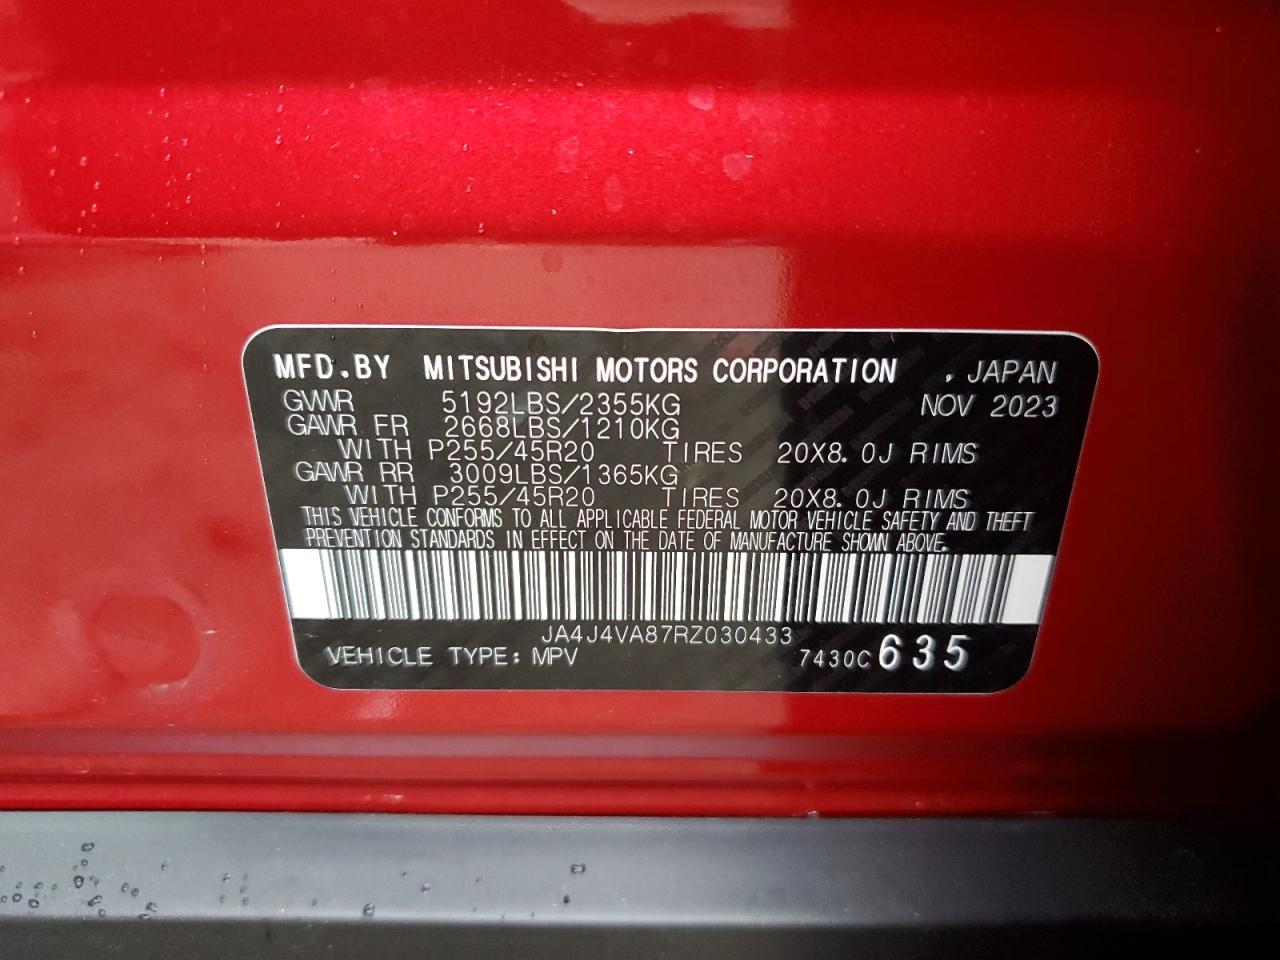 MFD.BY MITSUBISHI MOTORS CORPORATION , JAPAN
GVWR 5192LBS/2355KG NOV 2023
GAWR FR 2668LBS/1210KG
WITH P255/45R20 TIRES 20X8.0J RIMS
GAWR RR 3009LBS/1365KG
WITH P255/45R20 TIRES 20X8.0J RIMS
THIS VEHICLE CONFORMS TO ALL APPLICABLE FEDERAL MOTOR VEHICLE SAFETY AND THEFT
PREVENTION STANDARDS IN EFFECT ON THE DATE OF MANUFACTURE SHOWN ABOVE.
JA4J4VA87RZ030433
VEHICLE TYPE: MPV 7430C 635